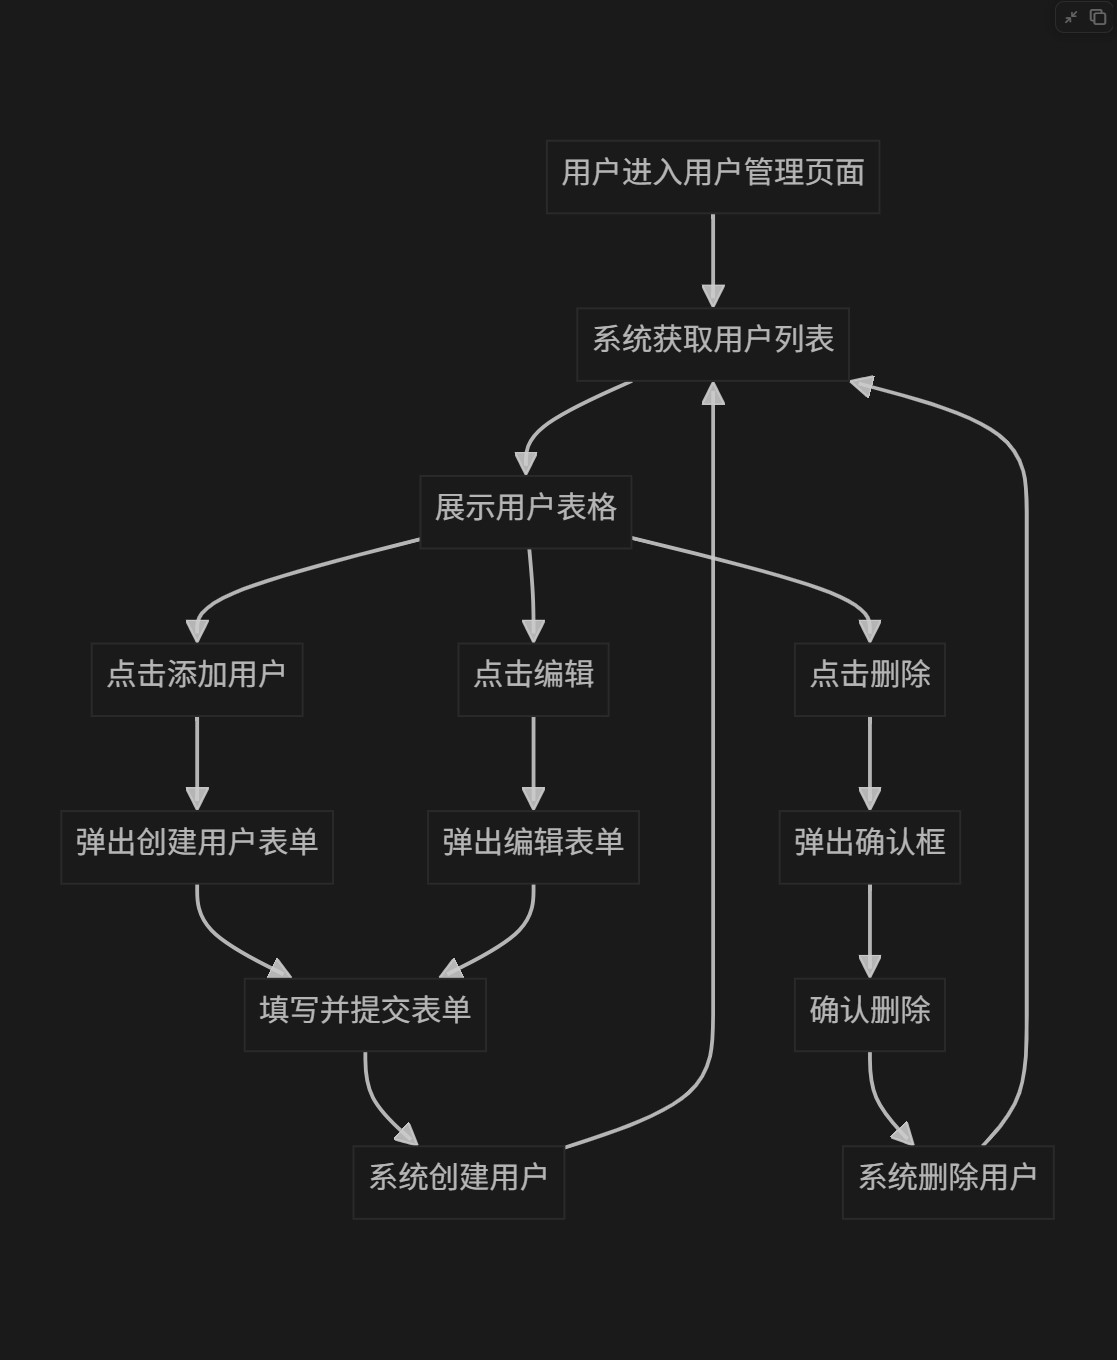 用户进入用户管理页面
系统获取用户列表
展示用户表格
点击添加用户
点击编辑
点击删除
弹出创建用户表单
弹出编辑表单
弹出确认框
填写并提交表单
确认删除
系统创建用户
系统删除用户